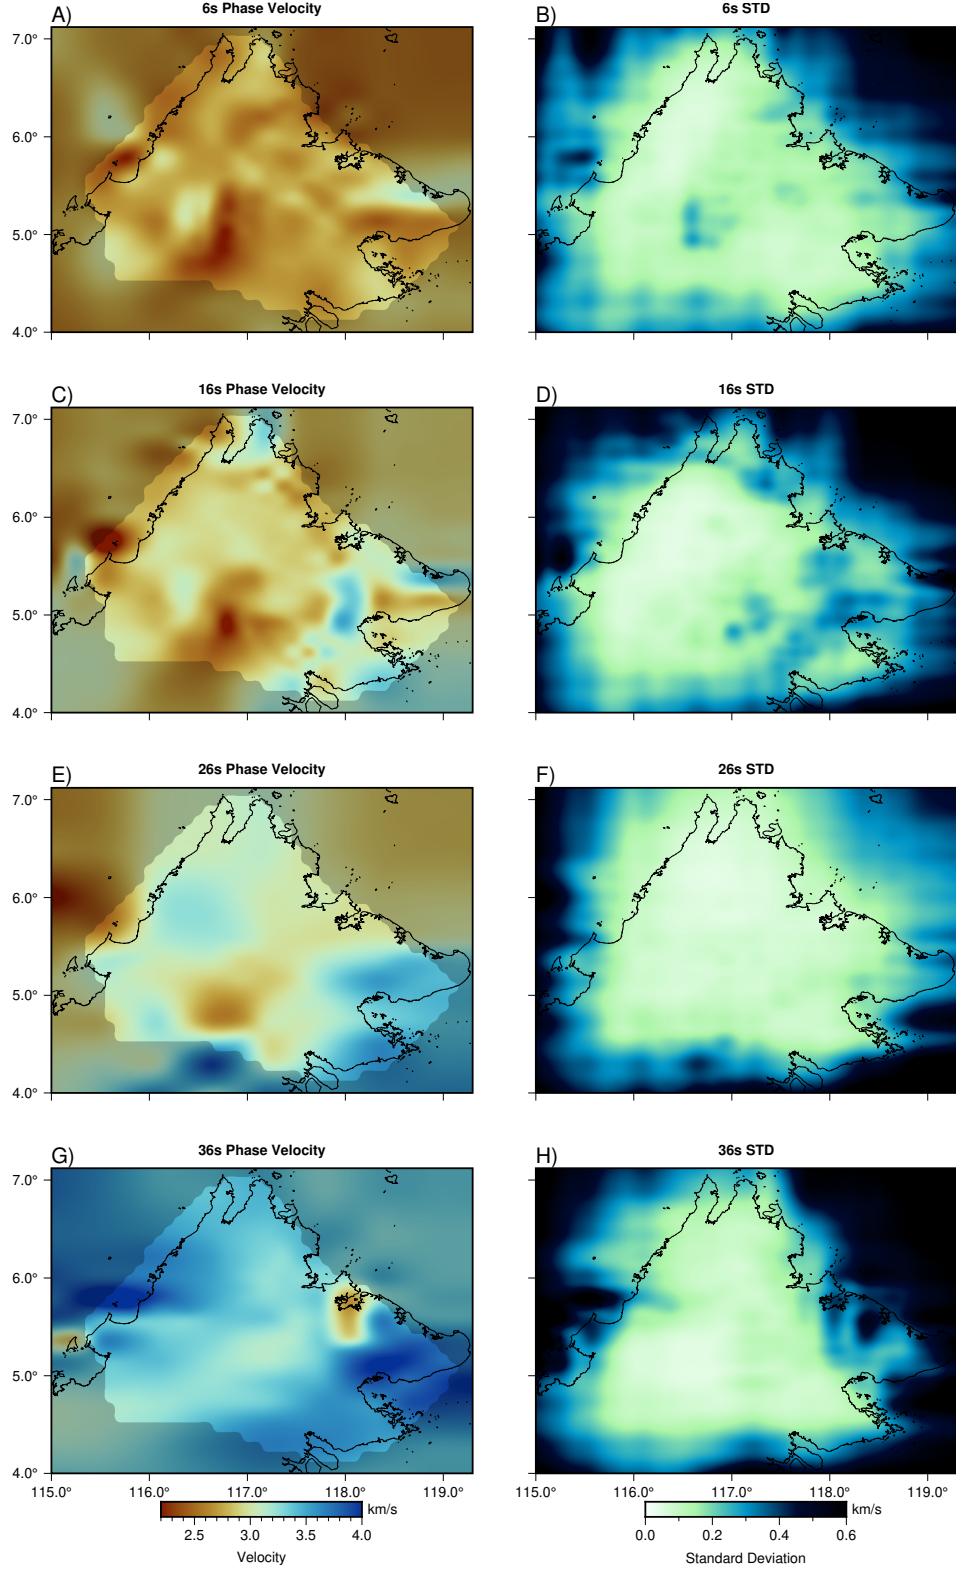 A) 6s Phase Velocity
B) 6s STD
7.0°
6.0°
5.0°
4.0°
C) 16s Phase Velocity
D) 16s STD
7.0°
6.0°
5.0°
4.0°
E) 26s Phase Velocity
F) 26s STD
7.0°
6.0°
5.0°
4.0°
G) 36s Phase Velocity
H) 36s STD
7.0°
6.0°
5.0°
4.0°
115.0° 116.0° 117.0° 118.0° 119.0°
115.0° 116.0° 117.0° 118.0° 119.0°
km/s
2.5 3.0 3.5 4.0
Velocity
km/s
0.0 0.2 0.4 0.6
Standard Deviation